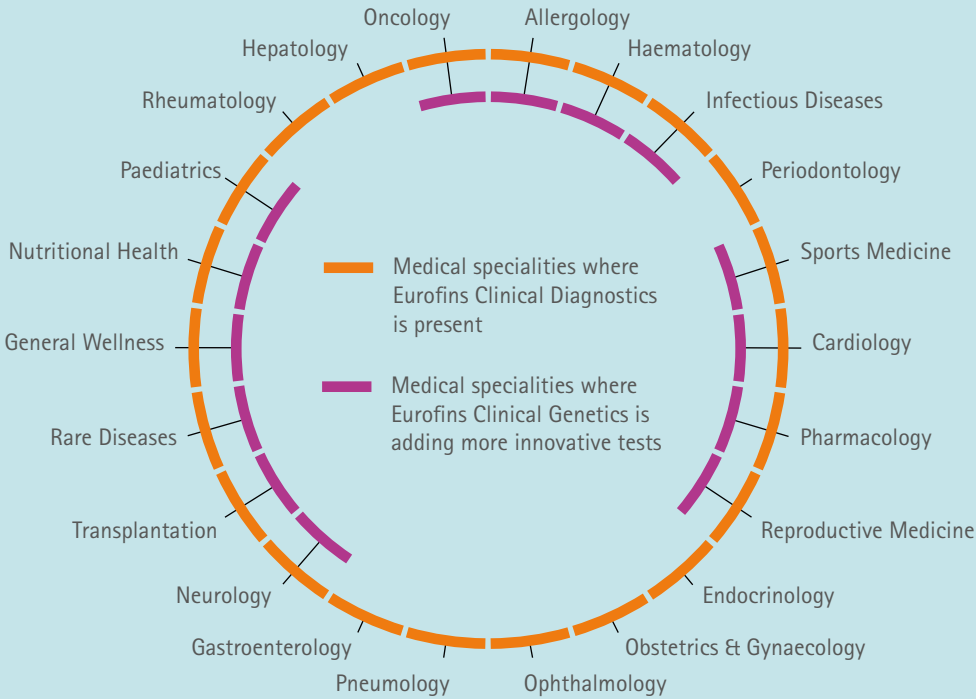 Oncology
Allergology
Hepatology
Haematology
Rheumatology
Infectious Diseases
Paediatrics
Periodontology
Nutritional Health
Sports Medicine
Medical specialities where
Eurofins Clinical Diagnostics
is present
General Wellness
Cardiology
Medical specialities where
Eurofins Clinical Genetics is
adding more innovative tests
Rare Diseases
Pharmacology
Transplantation
Reproductive Medicine
Neurology
Endocrinology
Gastroenterology
Obstetrics & Gynaecology
Pneumology
Ophthalmology